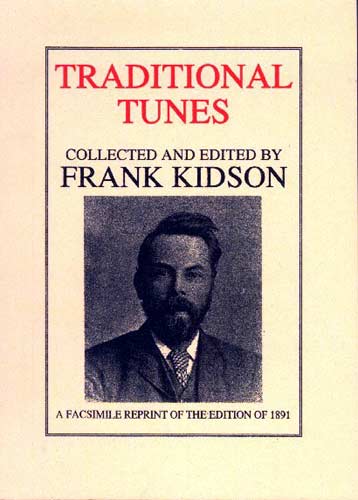 TRADITIONAL
TUNES
COLLECTED AND EDITED BY
FRANK KIDSON
A FACSIMILE REPRINT OF THE EDITION OF 1891